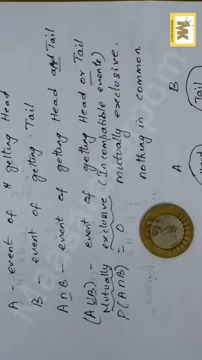 A - event of getting Head
B - event of getting Tail
A∩B - event of getting Head and Tail
(A∪B) - event of getting Head or Tail
Mutually exclusive (Incompatible events)
P(A∩B) = 0 mutually exclusive.
nothing in common
A B
Head Tail